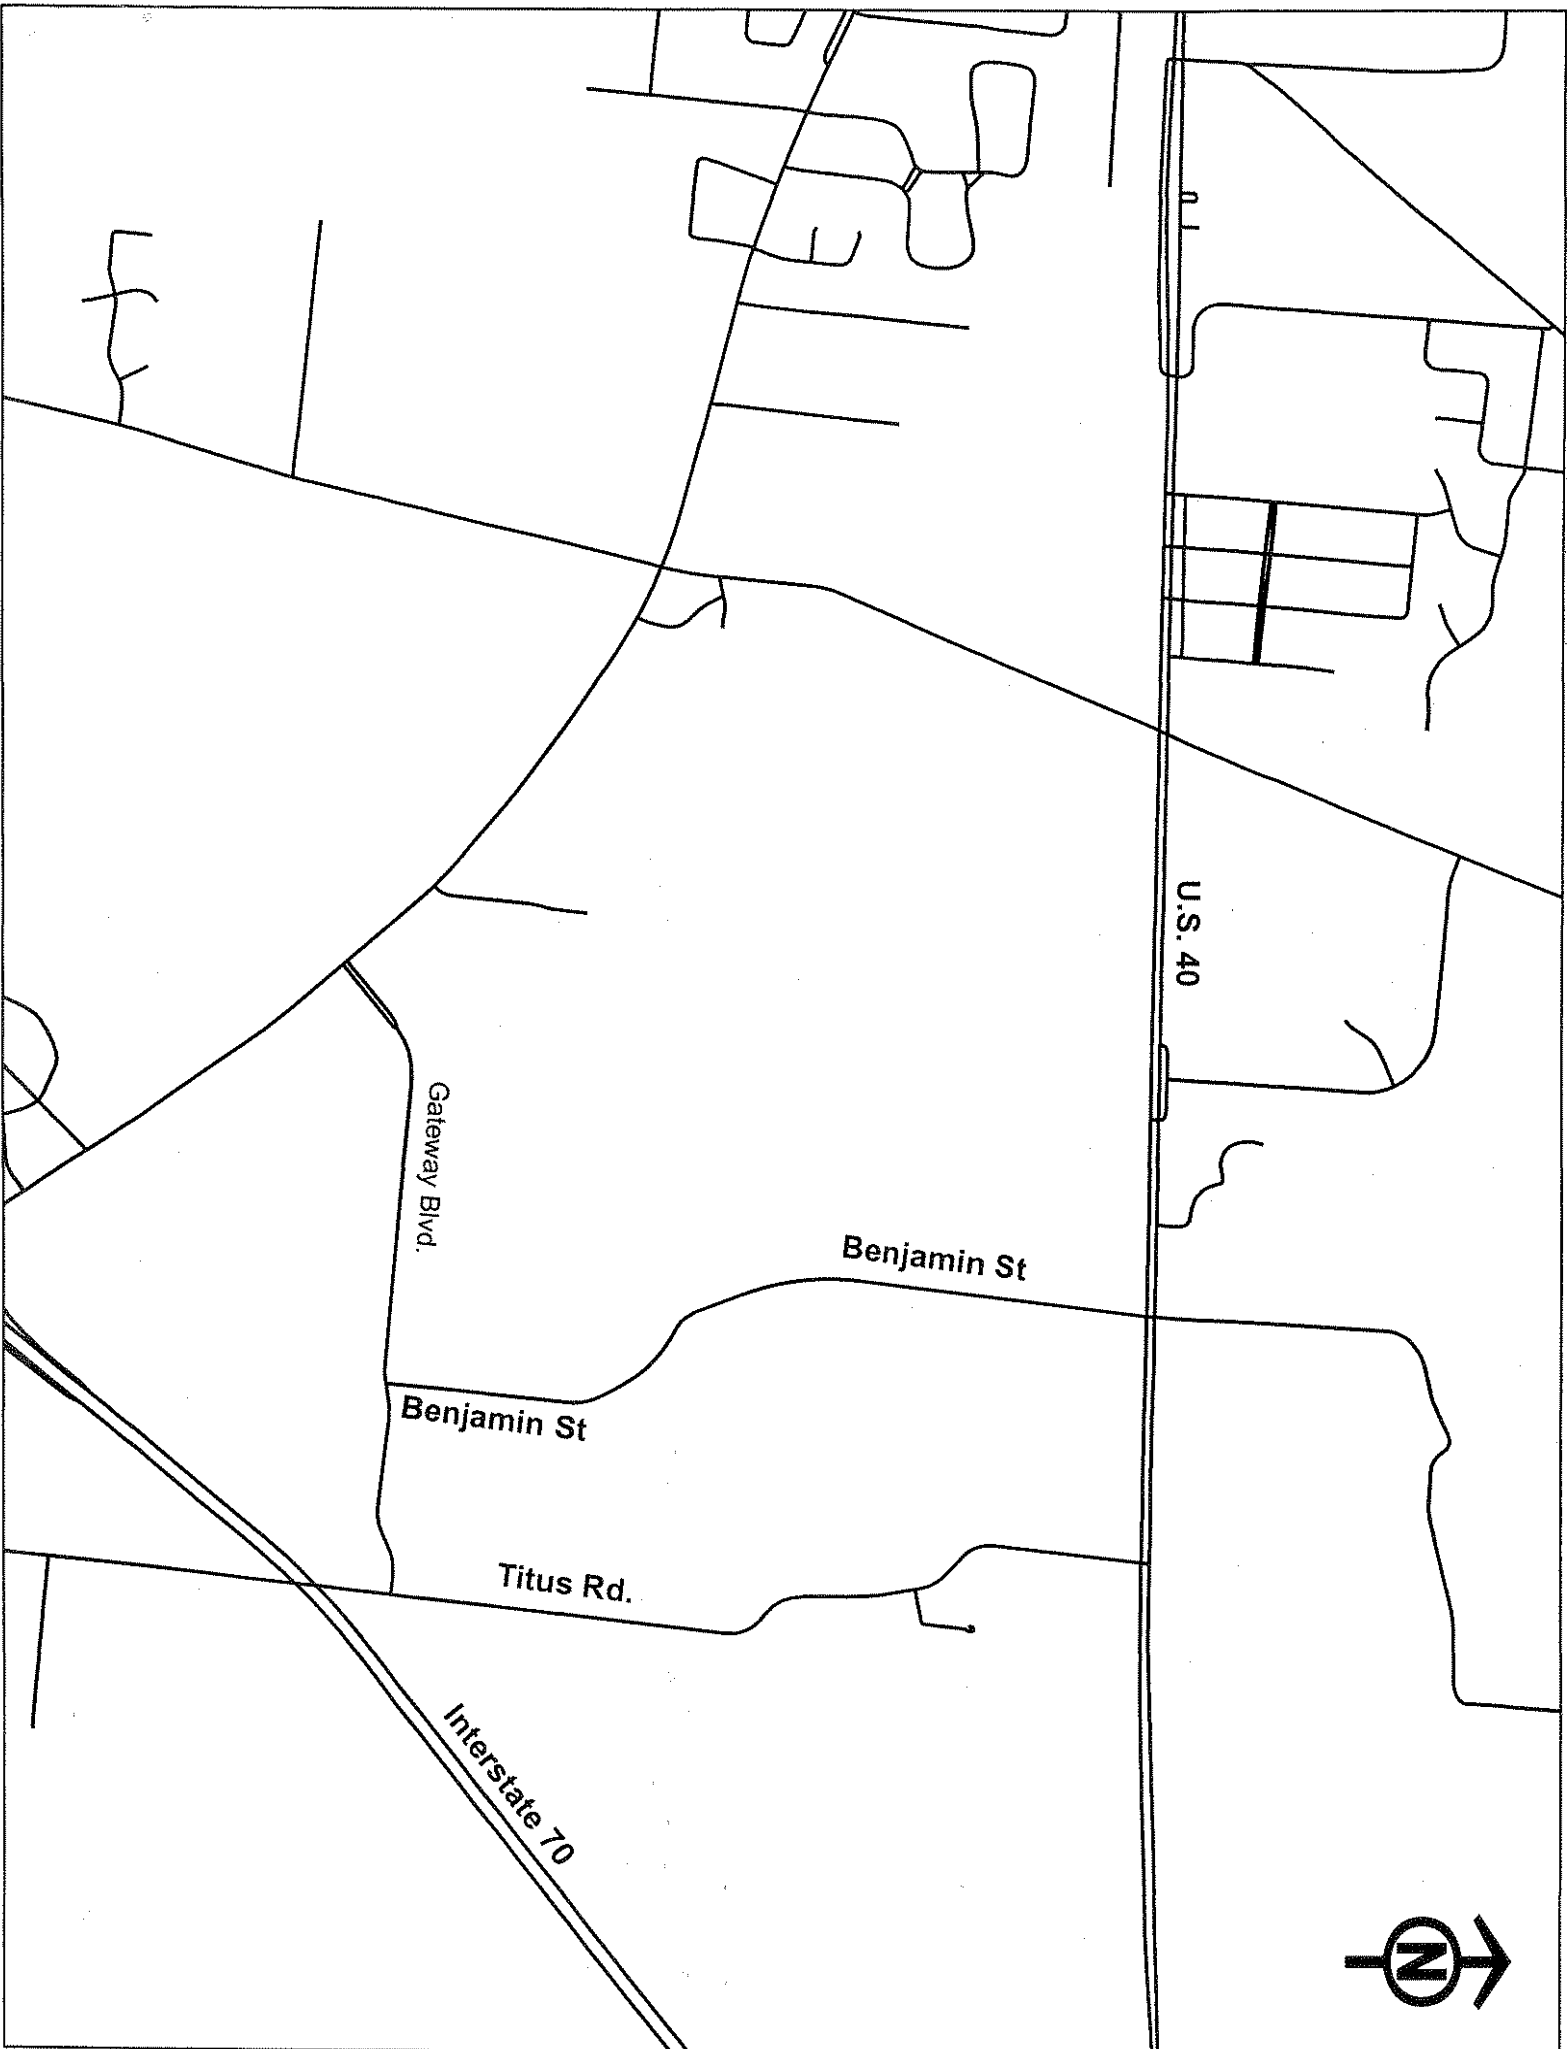 U.S. 40
Gateway Blvd.
Benjamin St
Benjamin St
Titus Rd.
Interstate 70
N